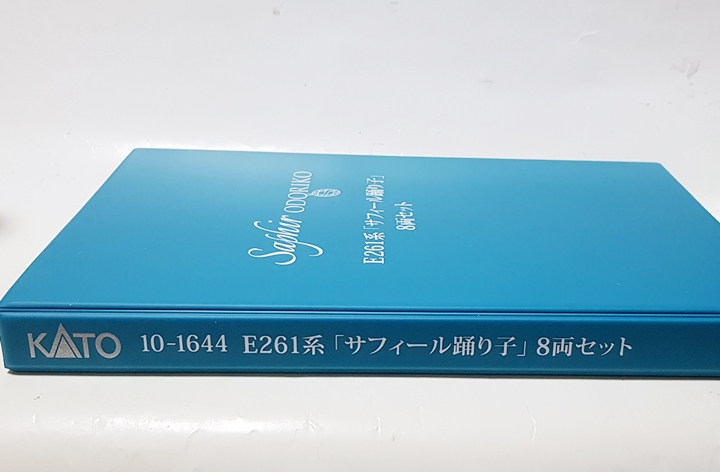 Saphir ODORIKO
E261系「サフィール踊り子」
8両セット
KATO 10-1644 E261系「サフィール踊り子」8両セット